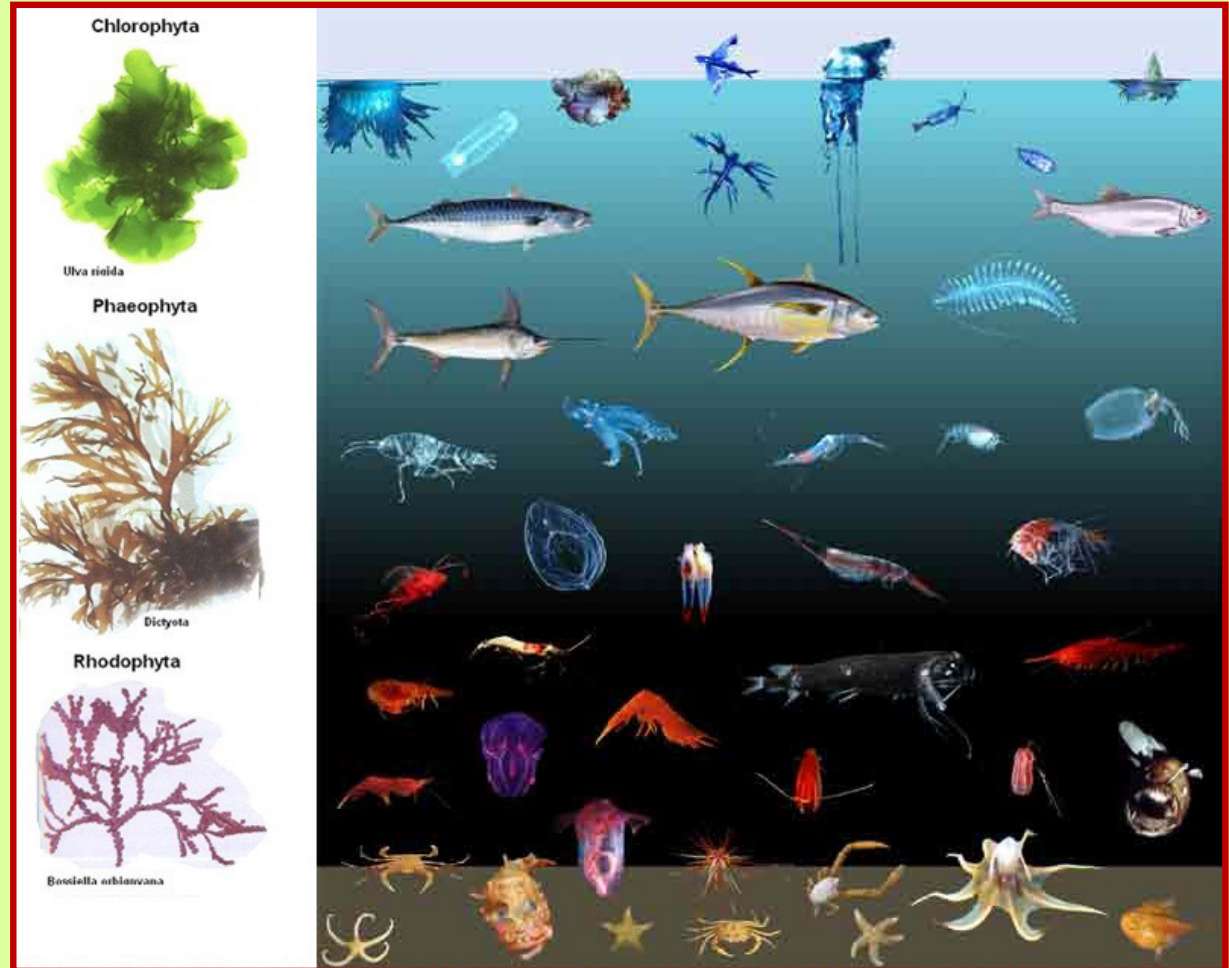 Chlorophyta
Ulva rigida
Phaeophyta
Dictyota
Rhodophyta
Bossiella orbignyana